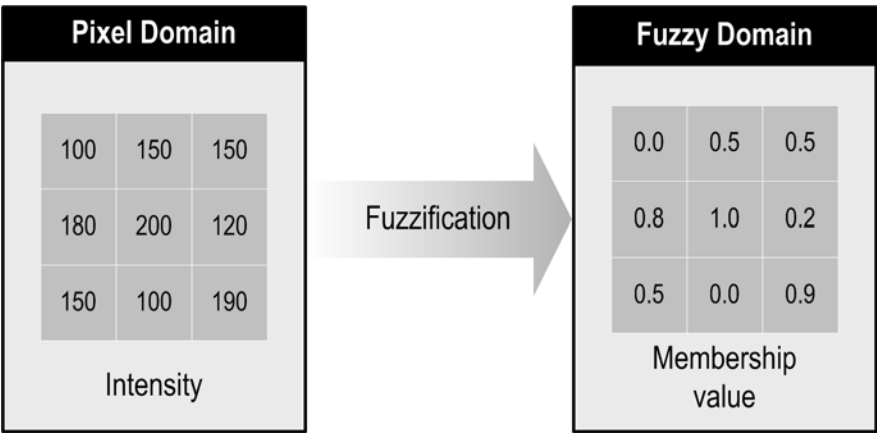 Pixel Domain
100 150 150
180 200 120
150 100 190
Intensity
Fuzzification
Fuzzy Domain
0.0 0.5 0.5
0.8 1.0 0.2
0.5 0.0 0.9
Membership
value